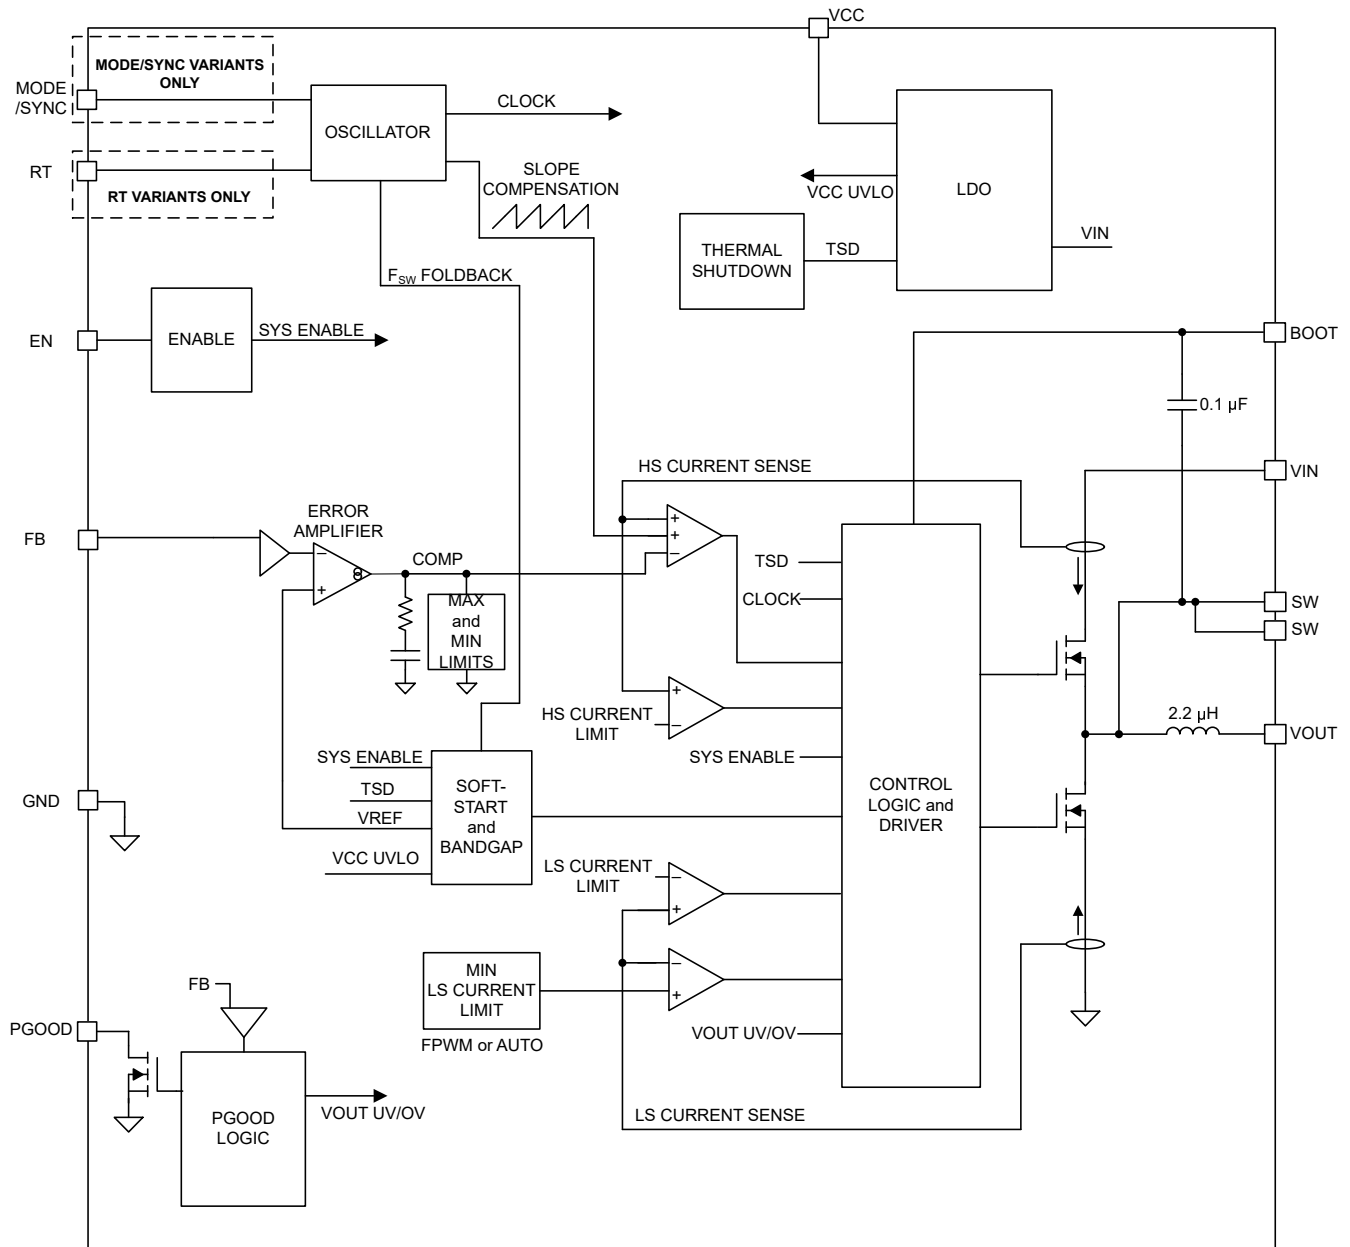 VCC
MODE/SYNC VARIANTS
ONLY
MODE
/SYNC
OSCILLATOR
CLOCK
RT
RT VARIANTS ONLY
SLOPE
COMPENSATION
VCC UVLO
LDO
THERMAL
SHUTDOWN
TSD
VIN
FSW FOLDBACK
EN
ENABLE
SYS ENABLE
BOOT
0.1 µF
HS CURRENT SENSE
VIN
FB
ERROR
AMPLIFIER
COMP
MAX
and
MIN
LIMITS
TSD
CLOCK
SW
SW
HS CURRENT
LIMIT
2.2 µH
VOUT
SYS ENABLE
SYS ENABLE
TSD
VREF
VCC UVLO
SOFT-
START
and
BANDGAP
CONTROL
LOGIC and
DRIVER
GND
LS CURRENT
LIMIT
MIN
LS CURRENT
LIMIT
FPWM or AUTO
FB
PGOOD
VOUT UV/OV
PGOOD
LOGIC
VOUT UV/OV
LS CURRENT SENSE